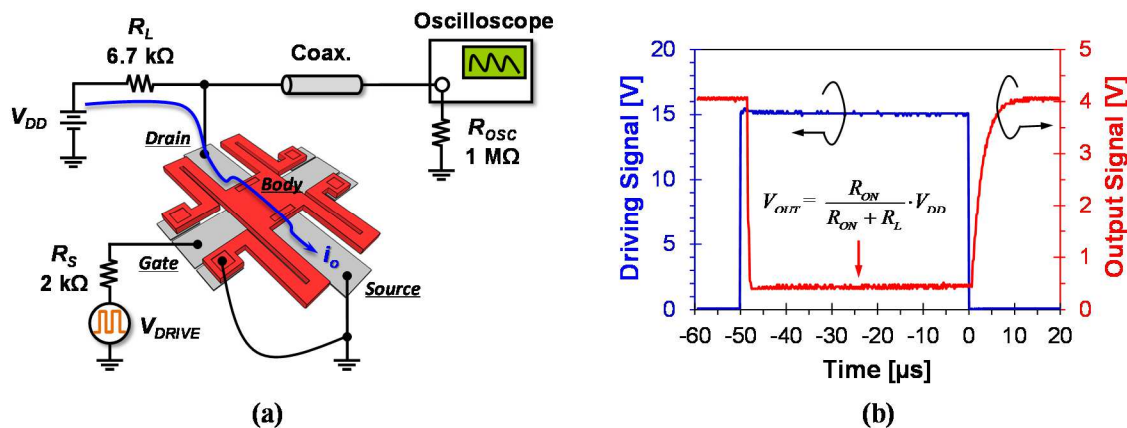 Oscilloscope
R_L
6.7 kΩ
Coax.
V_DD
R_OSC
1 MΩ
Drain
Body
R_S
2 kΩ
Gate
i_o
Source
V_DRIVE
(a)
Driving Signal [V]
20
15
10
5
0
V_OUT = R_ON / (R_ON + R_L) · V_DD
5
4
3
2
1
0
Output Signal [V]
-60 -50 -40 -30 -20 -10 0 10 20
Time [µs]
(b)